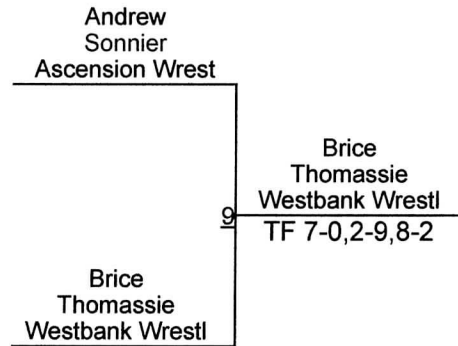 Andrew
Sonnier
Ascension Wrest
Brice
Thomassie
Westbank Wrestl
9
TF 7-0,2-9,8-2
Brice
Thomassie
Westbank Wrestl